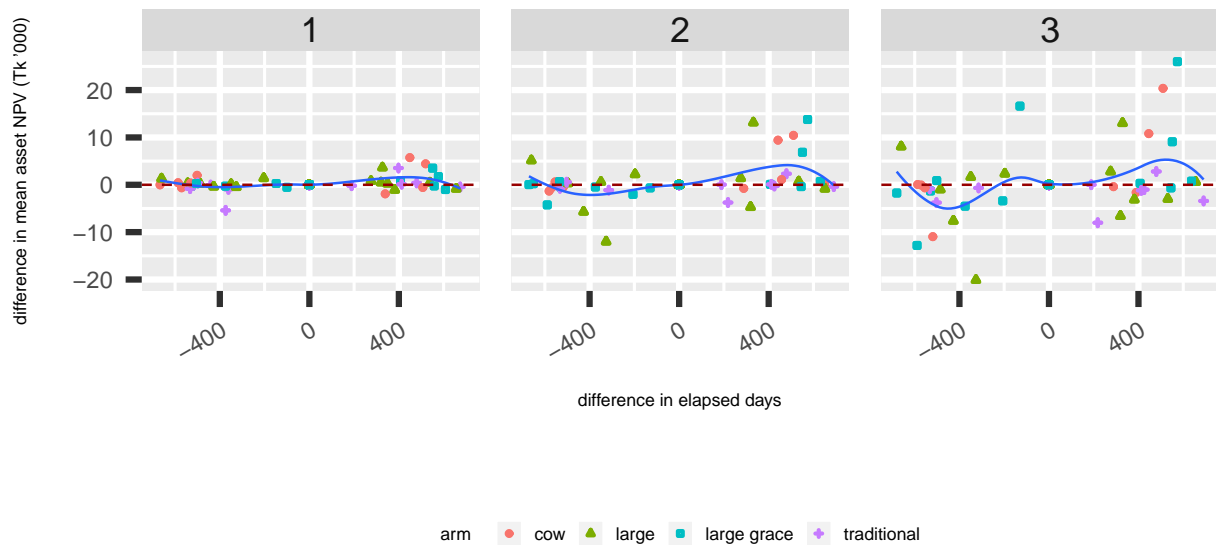 difference in mean asset NPV (Tk '000)
1 2 3
20
10
0
−10
−20
−400 0 400 −400 0 400 −400 0 400
difference in elapsed days
arm cow large large grace traditional